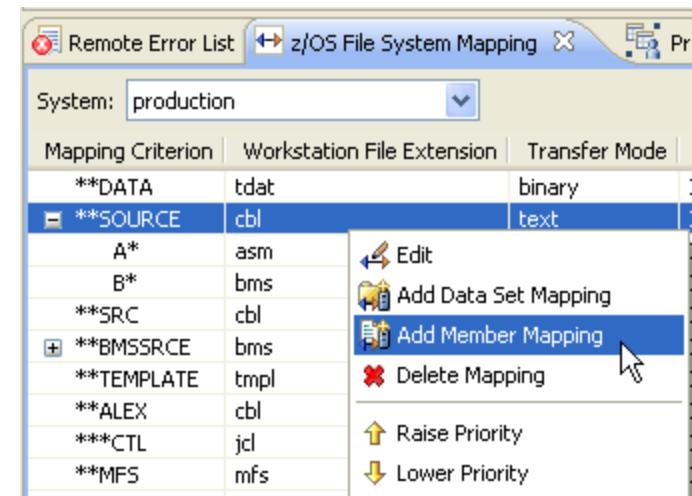 Remote Error List z/OS File System Mapping Pr
System: production
Mapping Criterion Workstation File Extension Transfer Mode
**DATA tdat binary
**SOURCE cbl text
A* asm
B* bms
**SRC cbl
**BMSSRCE bms
**TEMPLATE tmpl
**ALEX cbl
***CTL jcl
**MFS mfs
Edit
Add Data Set Mapping
Add Member Mapping
Delete Mapping
Raise Priority
Lower Priority